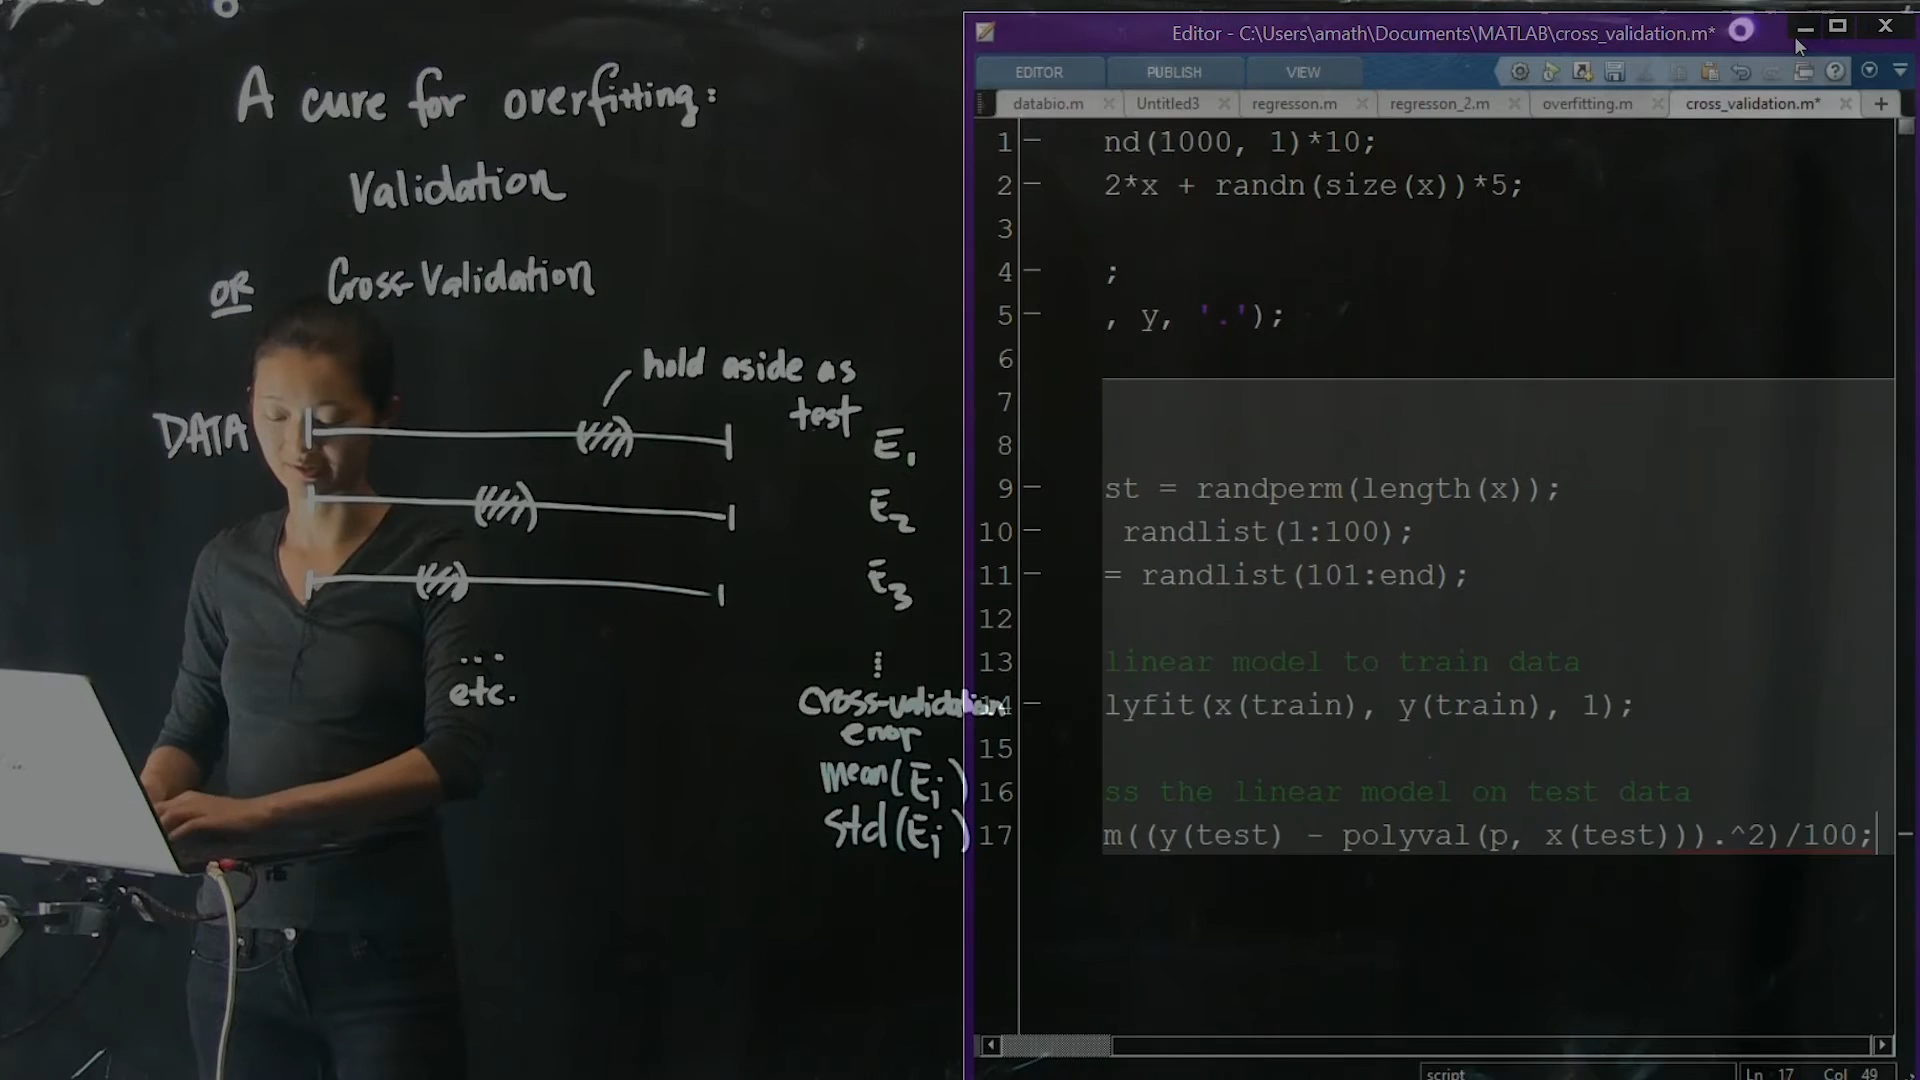 A cure for overfitting:
Validation
OR Cross-Validation
hold aside as
test
DATA
E1
E2
E3
...
etc.
cross-validation
error
mean(Ei)
std(Ei)
Editor - C:\Users\amath\Documents\MATLAB\cross_validation.m*
EDITOR PUBLISH VIEW
databio.m Untitled3 regresson.m regresson_2.m overfitting.m cross_validation.m*
1 nd(1000, 1)*10;
2 2*x + randn(size(x))*5;
3
4 ;
5 , y, '.');
6
7
8
9 st = randperm(length(x));
10 randlist(1:100);
11 = randlist(101:end);
12
13 linear model to train data
14 lyfit(x(train), y(train), 1);
15
16 ss the linear model on test data
17 m((y(test) - polyval(p, x(test))).^2)/100;
script Ln 17 Col 49